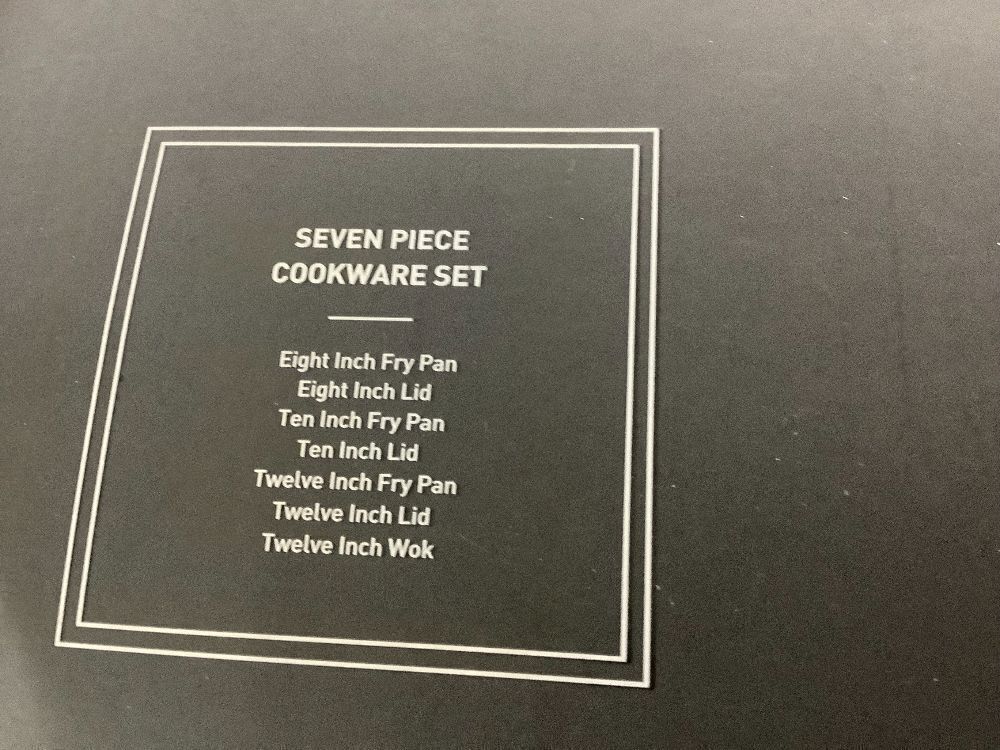 SEVEN PIECE
COOKWARE SET
Eight Inch Fry Pan
Eight Inch Lid
Ten Inch Fry Pan
Ten Inch Lid
Twelve Inch Fry Pan
Twelve Inch Lid
Twelve Inch Wok